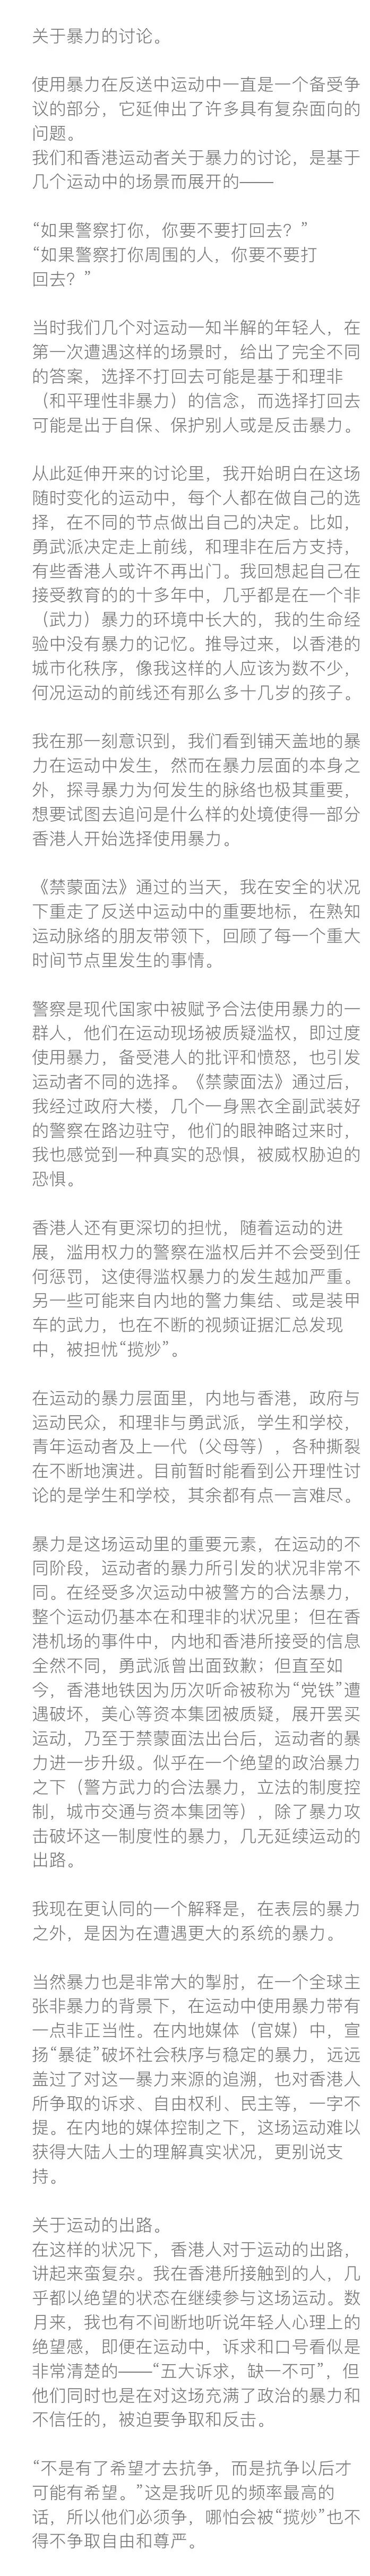 关于暴力的讨论。
使用暴力在反送中运动中一直是一个备受争
议的部分，它延伸出了许多具有复杂面向的
问题。
我们和香港运动者关于暴力的讨论，是基于
几个运动中的场景而展开的——
“如果警察打你，你要不要打回去？”
“如果警察打你周围的人，你要不要打
回去？”
当时我们几个对运动一知半解的年轻人，在
第一次遭遇这样的场景时，给出了完全不同
的答案，选择不打回去可能是基于和理非
（和平理性非暴力）的信念，而选择打回去
可能是出于自保、保护别人或是反击暴力。
从此延伸开来的讨论里，我开始明白在这场
随时变化的运动中，每个人都在做自己的选
择，在不同的节点做出自己的决定。比如，
勇武派决定走上前线，和理非在后方支持，
有些香港人或许不再出门。我回想起自己在
接受教育的的十多年中，几乎都是在一个非
（武力）暴力的环境中长大的，我的生命经
验中没有暴力的记忆。推导过来，以香港的
城市化秩序，像我这样的人应该为数不少，
何况运动的前线还有那么多十几岁的孩子。
我在那一刻意识到，我们看到铺天盖地的暴
力在运动中发生，然而在暴力层面的本身之
外，探寻暴力为何发生的脉络也极其重要，
想要试图去追问是什么样的处境使得一部分
香港人开始选择使用暴力。
《禁蒙面法》通过的当天，我在安全的状况
下重走了反送中运动中的重要地标，在熟知
运动脉络的朋友带领下，回顾了每一个重大
时间节点里发生的事情。
警察是现代国家中被赋予合法使用暴力的一
群人，他们在运动现场被质疑滥权，即过度
使用暴力，备受港人的批评和愤怒，也引发
运动者不同的选择。《禁蒙面法》通过后，
我经过政府大楼，几个一身黑衣全副武装好
的警察在路边驻守，他们的眼神略过来时，
我也感觉到一种真实的恐惧，被威权胁迫的
恐惧。
香港人还有更深切的担忧，随着运动的进
展，滥用权力的警察在滥权后并不会受到任
何惩罚，这使得滥权暴力的发生越加严重。
另一些可能来自内地的警力集结、或是装甲
车的武力，也在不断的视频证据汇总发现
中，被担忧“揽炒”。
在运动的暴力层面里，内地与香港，政府与
运动民众，和理非与勇武派，学生和学校，
青年运动者及上一代（父母等），各种撕裂
在不断地演进。目前暂时能看到公开理性讨
论的是学生和学校，其余都有点一言难尽。
暴力是这场运动里的重要元素，在运动的不
同阶段，运动者的暴力所引发的状况非常不
同。在经受多次运动中被警方的合法暴力，
整个运动仍基本在和理非的状况里；但在香
港机场的事件中，内地和香港所接受的信息
全然不同，勇武派曾出面致歉；但直至如
今，香港地铁因为历次听命被称为“党铁”遭
遇破坏，美心等资本集团被质疑，展开罢买
运动，乃至于禁蒙面法出台后，运动者的暴
力进一步升级。似乎在一个绝望的政治暴力
之下（警方武力的合法暴力，立法的制度控
制，城市交通与资本集团等），除了暴力攻
击破坏这一制度性的暴力，几无延续运动的
出路。
我现在更认同的一个解释是，在表层的暴力
之外，是因为在遭遇更大的系统的暴力。
当然暴力也是非常大的掣肘，在一个全球主
张非暴力的背景下，在运动中使用暴力带有
一点非正当性。在内地媒体（官媒）中，宣
扬“暴徒”破坏社会秩序与稳定的暴力，远远
盖过了对这一暴力来源的追溯，也对香港人
所争取的诉求、自由权利、民主等，一字不
提。在内地的媒体控制之下，这场运动难以
获得大陆人士的理解真实状况，更别说支
持。
关于运动的出路。
在这样的状况下，香港人对于运动的出路，
讲起来蛮复杂。我在香港所接触到的人，几
乎都以绝望的状态在继续参与这场运动。数
月来，我也有不间断地听说年轻人心理上的
绝望感，即便在运动中，诉求和口号看似是
非常清楚的——“五大诉求，缺一不可”，但
他们同时也是在对这场充满了政治的暴力和
不信任的，被迫要争取和反击。
“不是有了希望才去抗争，而是抗争以后才
可能有希望。”这是我听见的频率最高的
话，所以他们必须争，哪怕会被“揽炒”也不
得不争取自由和尊严。